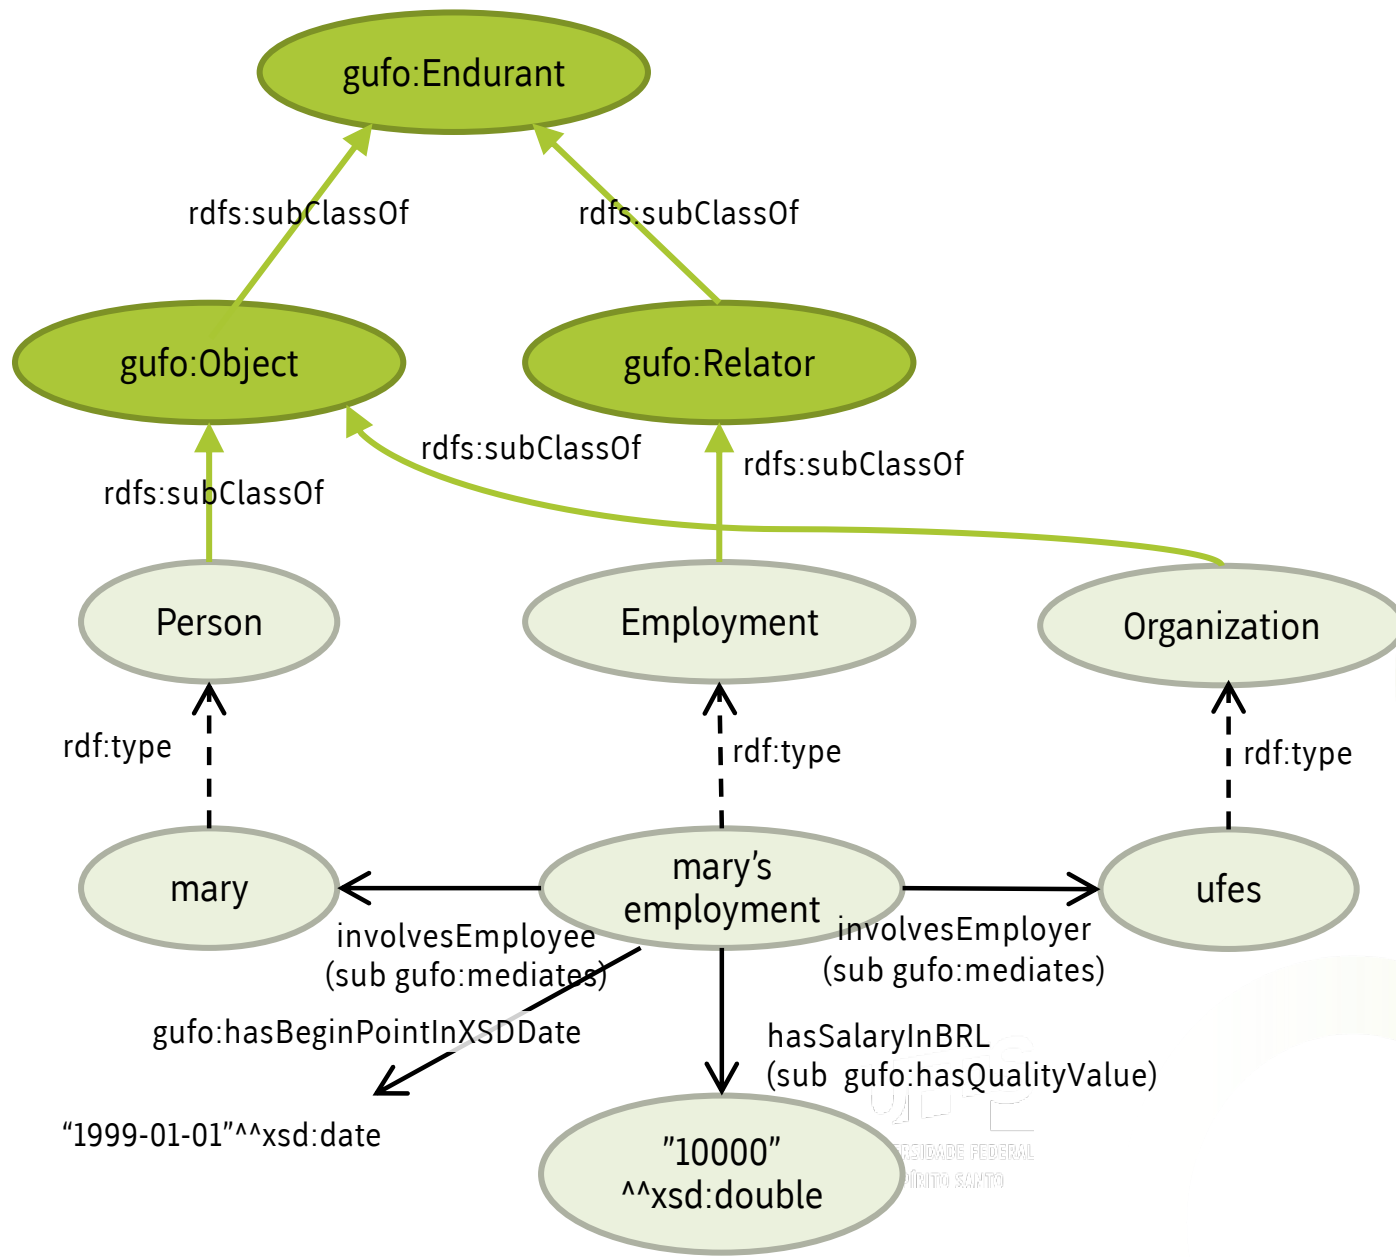 gufo:Endurant
rdfs:subClassOf
rdfs:subClassOf
gufo:Object
gufo:Relator
rdfs:subClassOf
rdfs:subClassOf
rdfs:subClassOf
Person
Employment
Organization
rdf:type
rdf:type
rdf:type
mary
mary’s
employment
ufes
involvesEmployee
(sub gufo:mediates)
involvesEmployer
(sub gufo:mediates)
gufo:hasBeginPointInXSDDate
hasSalaryInBRL
(sub gufo:hasQualityValue)
“1999-01-01”^^xsd:date
”10000”
^^xsd:double
FEDERAL
SANTO